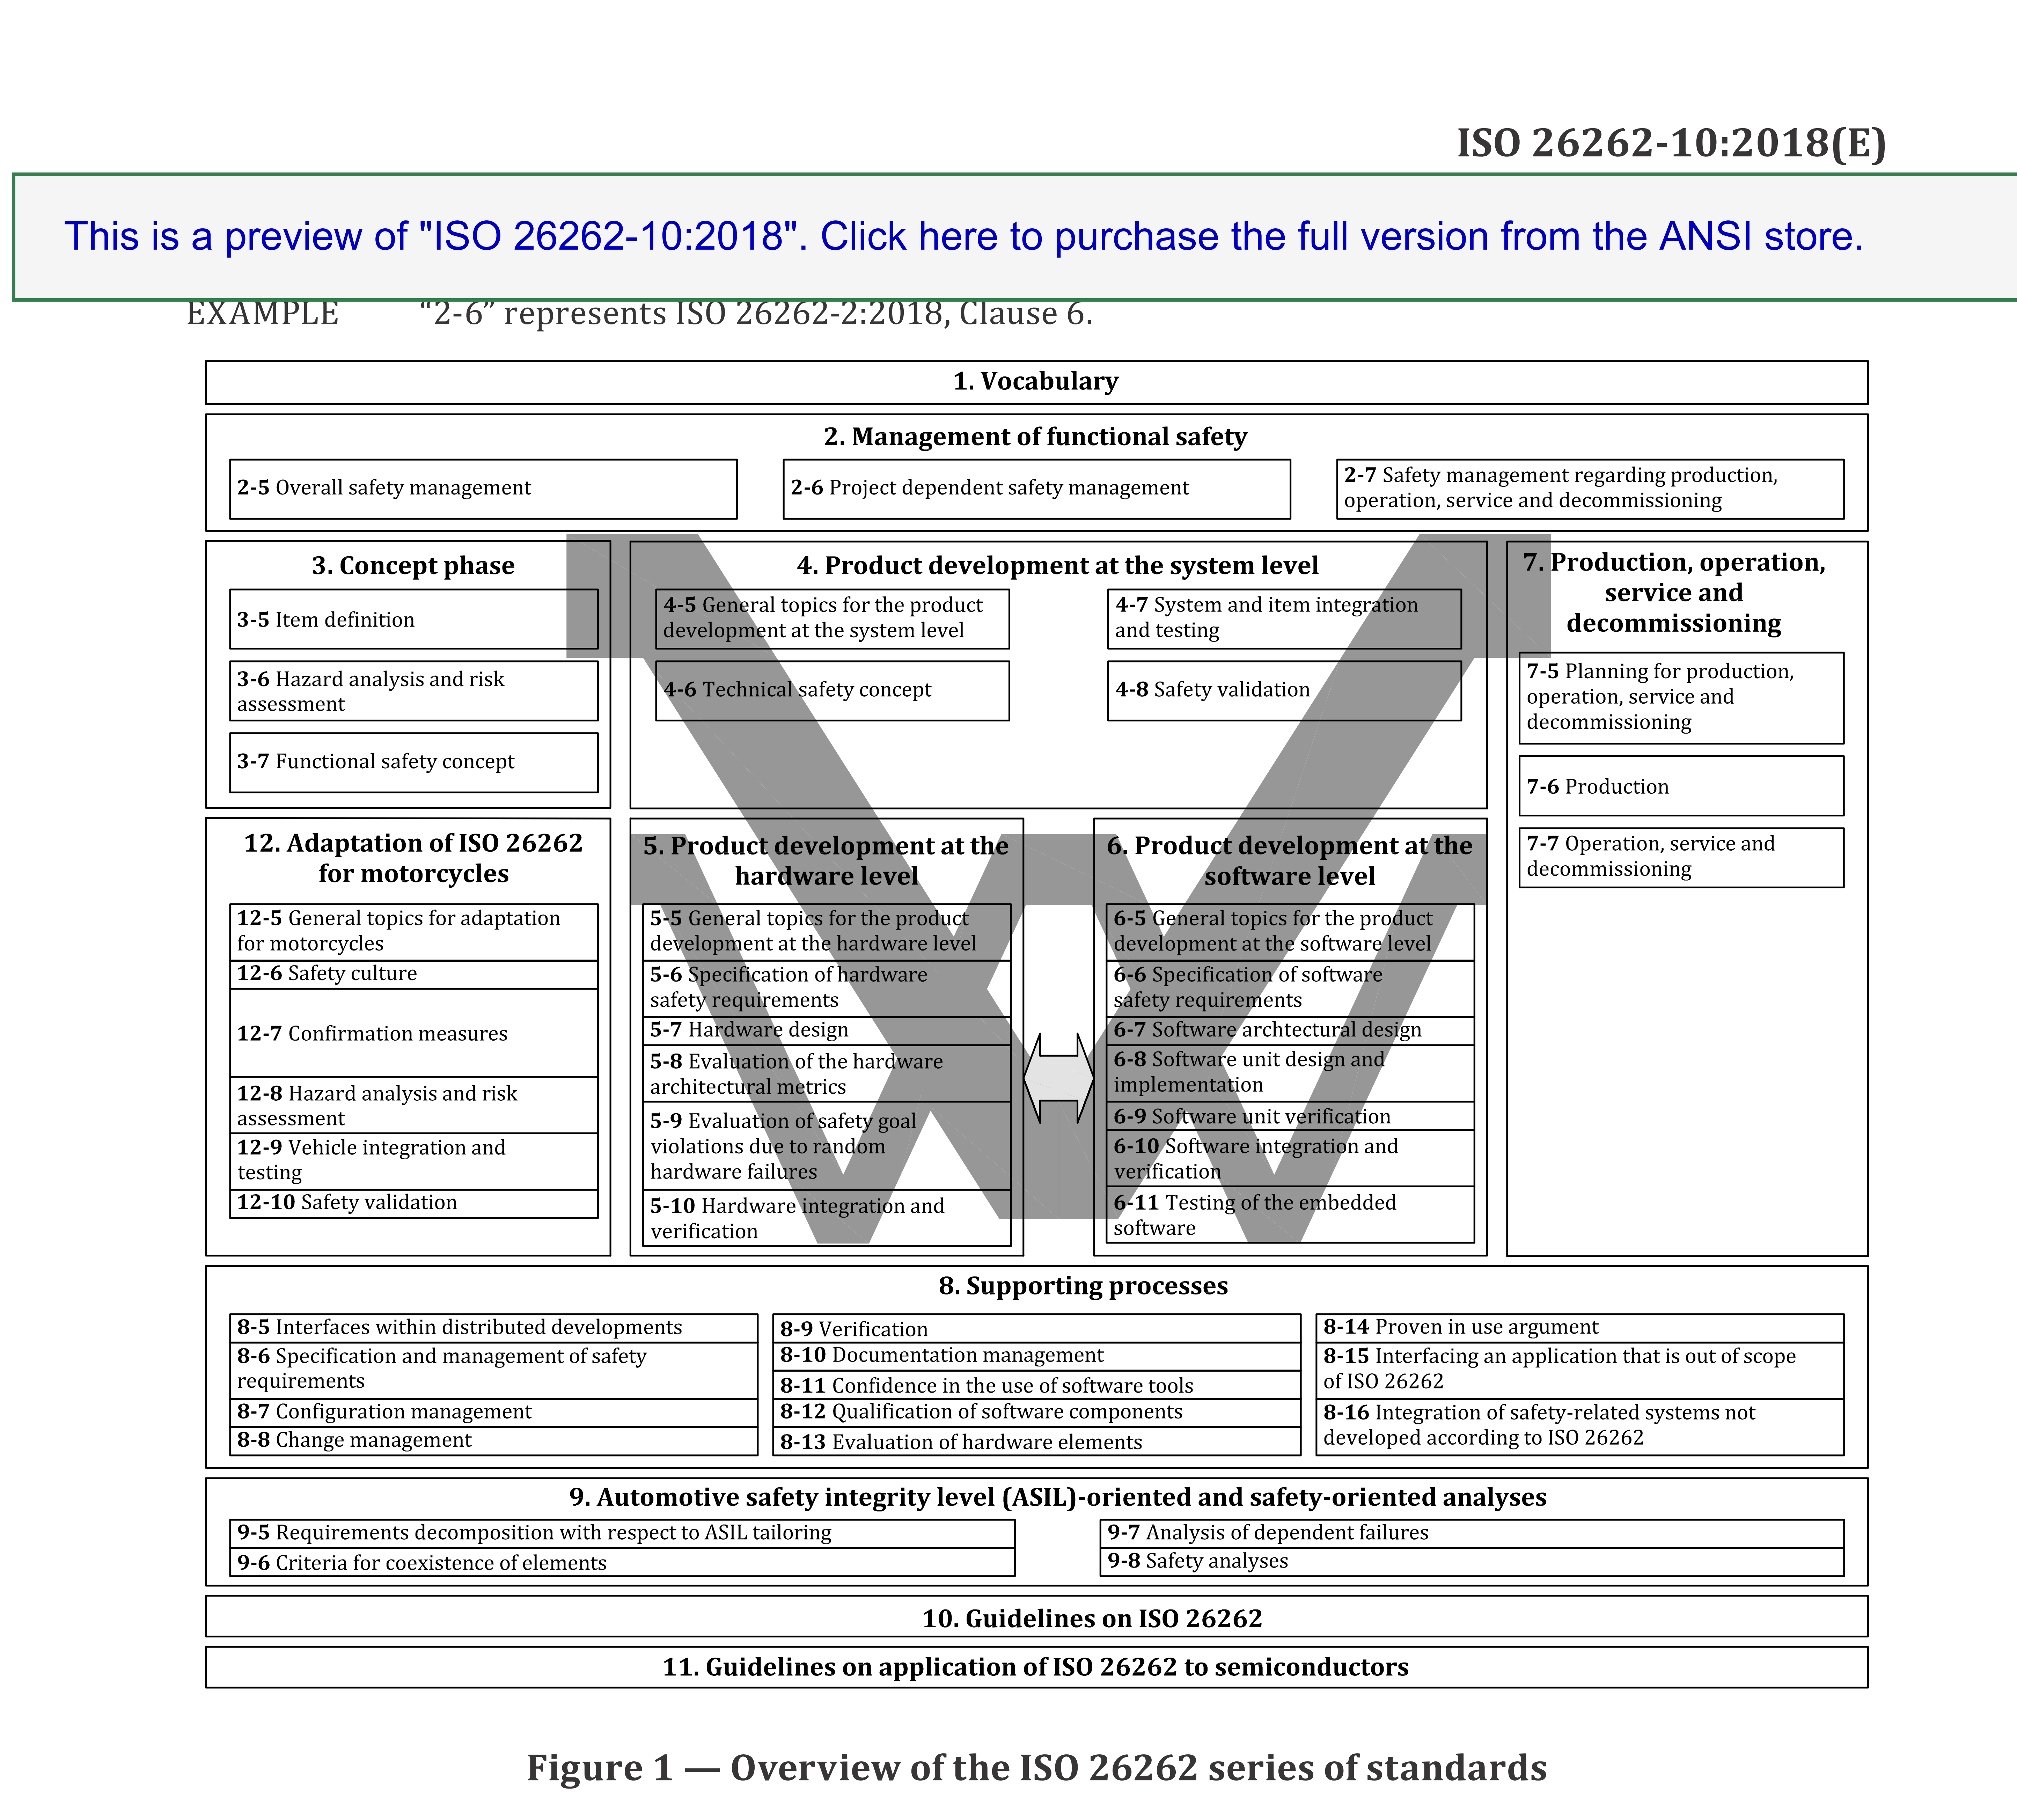 ISO 26262-10:2018(E)
This is a preview of "ISO 26262-10:2018". Click here to purchase the full version from the ANSI store.
EXAMPLE “2-6” represents ISO 26262-2:2018, Clause 6.
1. Vocabulary
2. Management of functional safety
2-5 Overall safety management
2-6 Project dependent safety management
2-7 Safety management regarding production,
operation, service and decommissioning
3. Concept phase
3-5 Item definition
3-6 Hazard analysis and risk
assessment
3-7 Functional safety concept
4. Product development at the system level
4-5 General topics for the product
development at the system level
4-6 Technical safety concept
4-7 System and item integration
and testing
4-8 Safety validation
7. Production, operation,
service and
decommissioning
7-5 Planning for production,
operation, service and
decommissioning
7-6 Production
7-7 Operation, service and
decommissioning
12. Adaptation of ISO 26262
for motorcycles
12-5 General topics for adaptation
for motorcycles
12-6 Safety culture
12-7 Confirmation measures
12-8 Hazard analysis and risk
assessment
12-9 Vehicle integration and
testing
12-10 Safety validation
5. Product development at the
hardware level
5-5 General topics for the product
development at the hardware level
5-6 Specification of hardware
safety requirements
5-7 Hardware design
5-8 Evaluation of the hardware
architectural metrics
5-9 Evaluation of safety goal
violations due to random
hardware failures
5-10 Hardware integration and
verification
6. Product development at the
software level
6-5 General topics for the product
development at the software level
6-6 Specification of software
safety requirements
6-7 Software archtectural design
6-8 Software unit design and
implementation
6-9 Software unit verification
6-10 Software integration and
verification
6-11 Testing of the embedded
software
8. Supporting processes
8-5 Interfaces within distributed developments
8-6 Specification and management of safety
requirements
8-7 Configuration management
8-8 Change management
8-9 Verification
8-10 Documentation management
8-11 Confidence in the use of software tools
8-12 Qualification of software components
8-13 Evaluation of hardware elements
8-14 Proven in use argument
8-15 Interfacing an application that is out of scope
of ISO 26262
8-16 Integration of safety-related systems not
developed according to ISO 26262
9. Automotive safety integrity level (ASIL)-oriented and safety-oriented analyses
9-5 Requirements decomposition with respect to ASIL tailoring
9-6 Criteria for coexistence of elements
9-7 Analysis of dependent failures
9-8 Safety analyses
10. Guidelines on ISO 26262
11. Guidelines on application of ISO 26262 to semiconductors
Figure 1 — Overview of the ISO 26262 series of standards